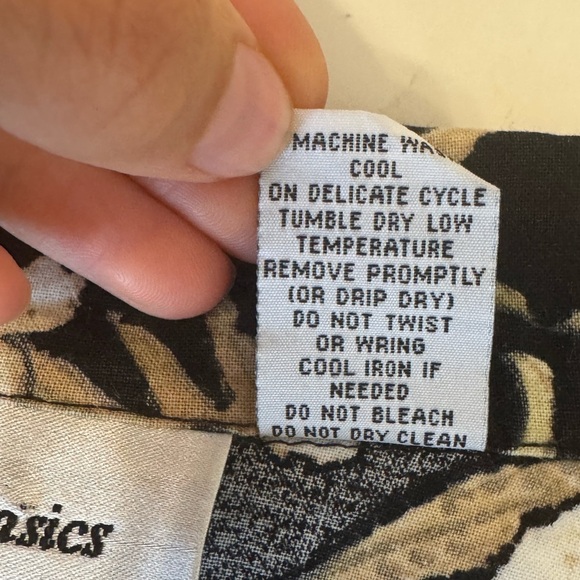 MACHINE
COOL
ON DELICATE CYCLE
TUMBLE DRY LOW
TEMPERATURE
REMOVE PROMPTLY
(OR DRIP DRY)
DO NOT TWIST
OR WRING
COOL IRON IF
NEEDED
DO NOT BLEACH
DO NOT DRY CLEAN
asics